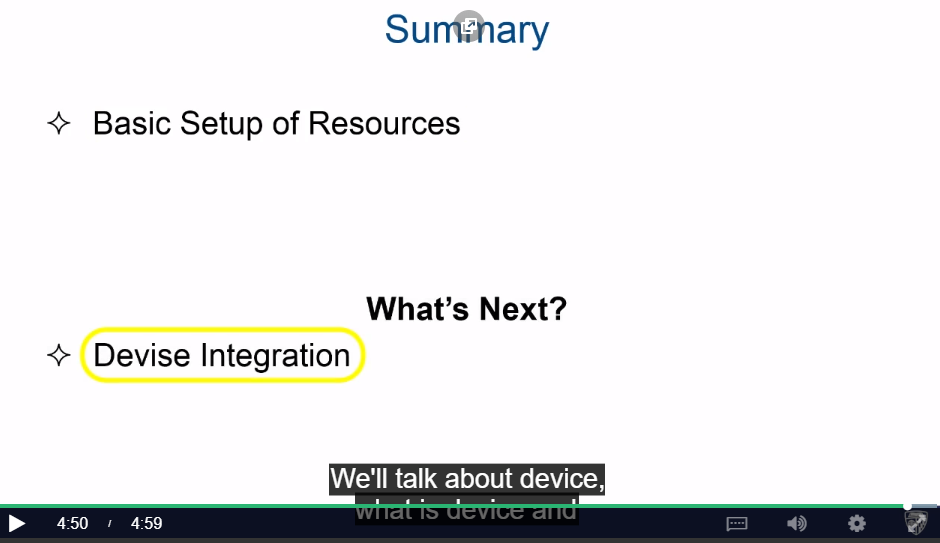 Summary
Basic Setup of Resources
What's Next?
Devise Integration
We'll talk about device,
what is device and
4:50 / 4:59